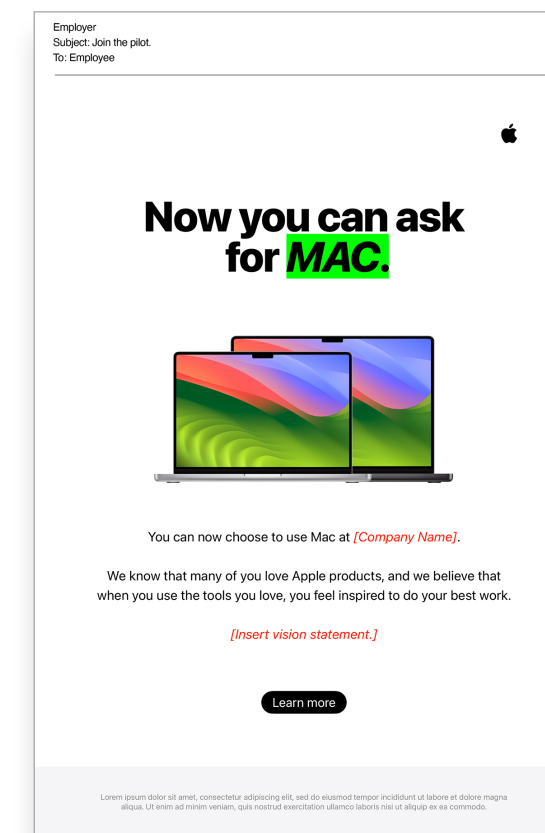 Employer
Subject: Join the pilot.
To: Employee
Now you can ask
for MAC.
You can now choose to use Mac at [Company Name].
We know that many of you love Apple products, and we believe that
when you use the tools you love, you feel inspired to do your best work.
[Insert vision statement.]
Learn more
Lorem ipsum dolor sit amet, consectetur adipiscing elit, sed do eiusmod tempor incididunt ut labore et dolore magna
aliqua. Ut enim ad minim veniam, quis nostrud exercitation ullamco laboris nisi ut aliquip ex ea commodo.